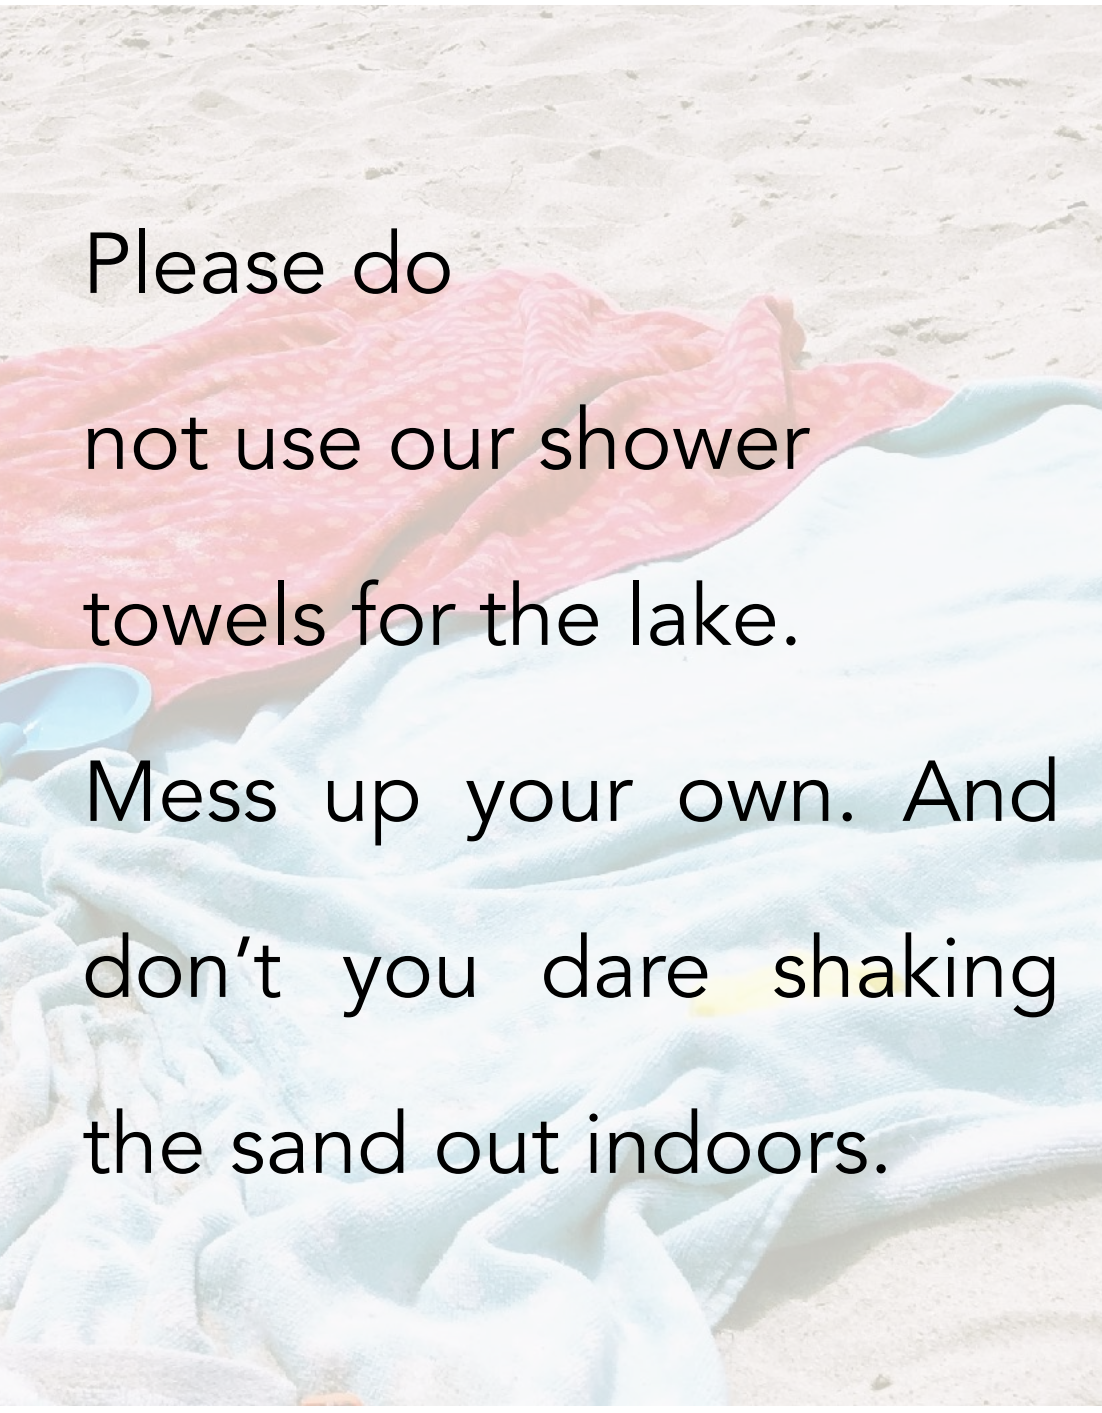 Please do
not use our shower
towels for the lake.
Mess up your own. And
don’t you dare shaking
the sand out indoors.